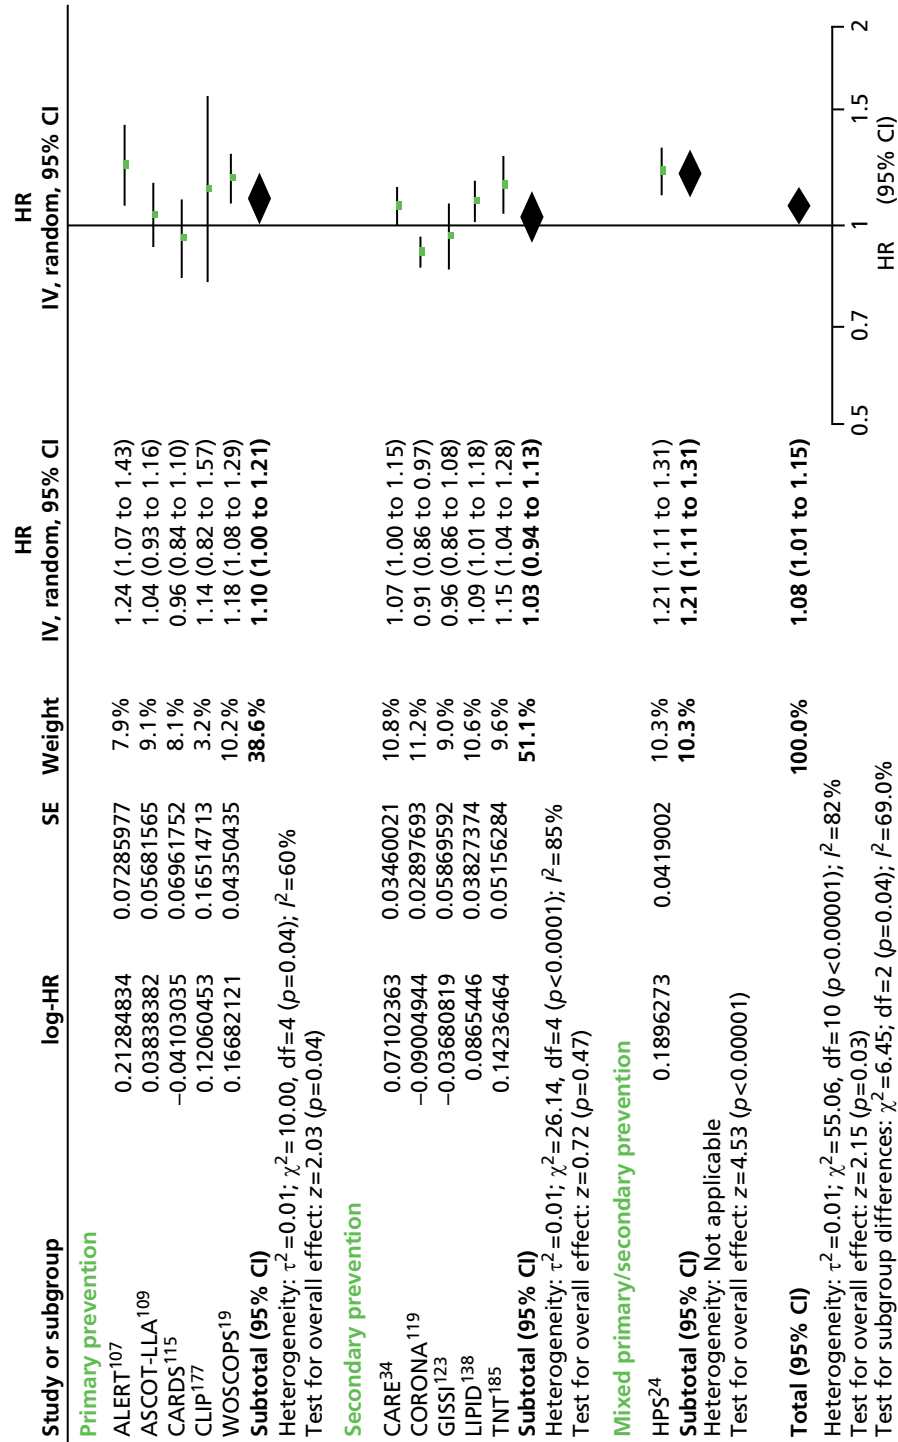 HR HR
Study or subgroup log-HR SE Weight IV, random, 95% CI IV, random, 95% CI
Primary prevention
ALERT107 0.21284834 0.07285977 7.9% 1.24 (1.07 to 1.43)
ASCOT-LLA109 0.03838382 0.05681565 9.1% 1.04 (0.93 to 1.16)
CARDS115 −0.04103035 0.06961752 8.1% 0.96 (0.84 to 1.10)
CLIP177 0.12060453 0.16514713 3.2% 1.14 (0.82 to 1.57)
WOSCOPS19 0.16682121 0.04350435 10.2% 1.18 (1.08 to 1.29)
Subtotal (95% CI) 38.6% 1.10 (1.00 to 1.21)
Heterogeneity: τ2=0.01; χ2=10.00, df=4 (p=0.04); I2=60%
Test for overall effect: z=2.03 (p=0.04)
Secondary prevention
CARE34 0.07102363 0.03460021 10.8% 1.07 (1.00 to 1.15)
CORONA119 −0.09004944 0.02897693 11.2% 0.91 (0.86 to 0.97)
GISSI123 −0.03680819 0.05869592 9.0% 0.96 (0.86 to 1.08)
LIPID138 0.0865446 0.03827374 10.6% 1.09 (1.01 to 1.18)
TNT185 0.14236464 0.05156284 9.6% 1.15 (1.04 to 1.28)
Subtotal (95% CI) 51.1% 1.03 (0.94 to 1.13)
Heterogeneity: τ2=0.01; χ2=26.14, df=4 (p<0.0001); I2=85%
Test for overall effect: z=0.72 (p=0.47)
Mixed primary/secondary prevention
HPS24 0.1896273 0.0419002 10.3% 1.21 (1.11 to 1.31)
Subtotal (95% CI) 10.3% 1.21 (1.11 to 1.31)
Heterogeneity: Not applicable
Test for overall effect: z=4.53 (p<0.00001)
Total (95% CI) 100.0% 1.08 (1.01 to 1.15)
Heterogeneity: τ2=0.01; χ2=55.06, df=10 (p<0.00001); I2=82%
Test for overall effect: z=2.15 (p=0.03)
Test for subgroup differences: χ2=6.45; df=2 (p=0.04); I2=69.0%
0.5 0.7 1 1.5 2
HR (95% CI)